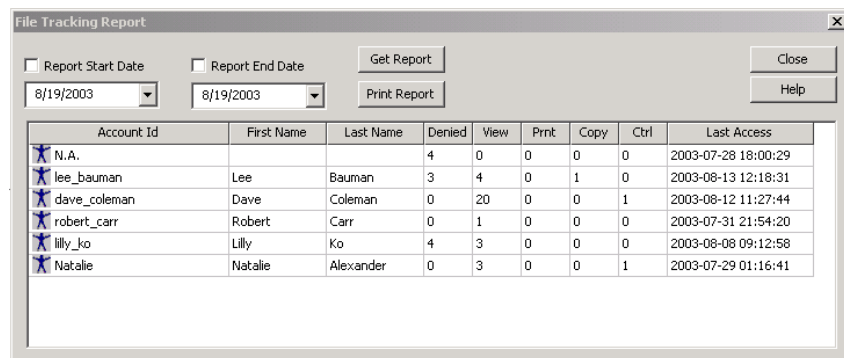 File Tracking Report
Report Start Date Report End Date Get Report Close
8/19/2003 8/19/2003 Print Report Help
Account Id First Name Last Name Denied View Prnt Copy Ctrl Last Access
N.A. 4 0 0 0 0 2003-07-28 18:00:29
lee_bauman Lee Bauman 3 4 0 1 0 2003-08-13 12:18:31
dave_coleman Dave Coleman 0 20 0 0 1 2003-08-12 11:27:44
robert_carr Robert Carr 0 1 0 0 0 2003-07-31 21:54:20
lilly_ko Lilly Ko 4 3 0 0 0 2003-08-08 09:12:58
Natalie Natalie Alexander 0 3 0 0 1 2003-07-29 01:16:41